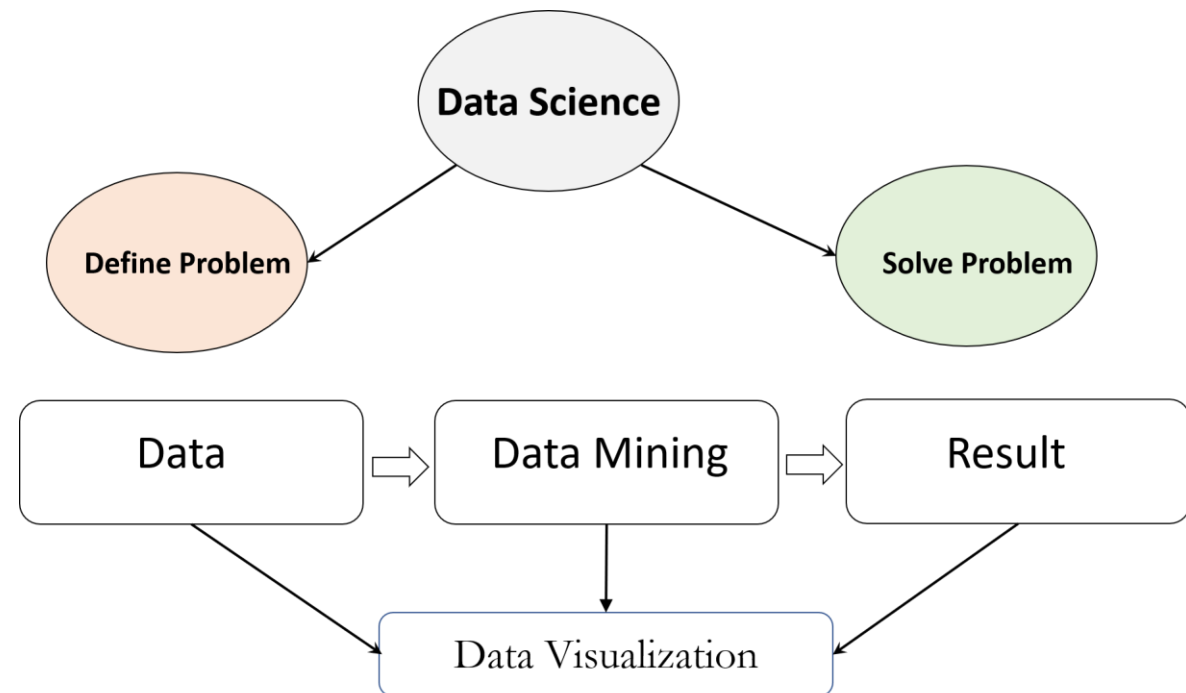 Data Science
Define Problem
Solve Problem
Data
Data Mining
Result
Data Visualization